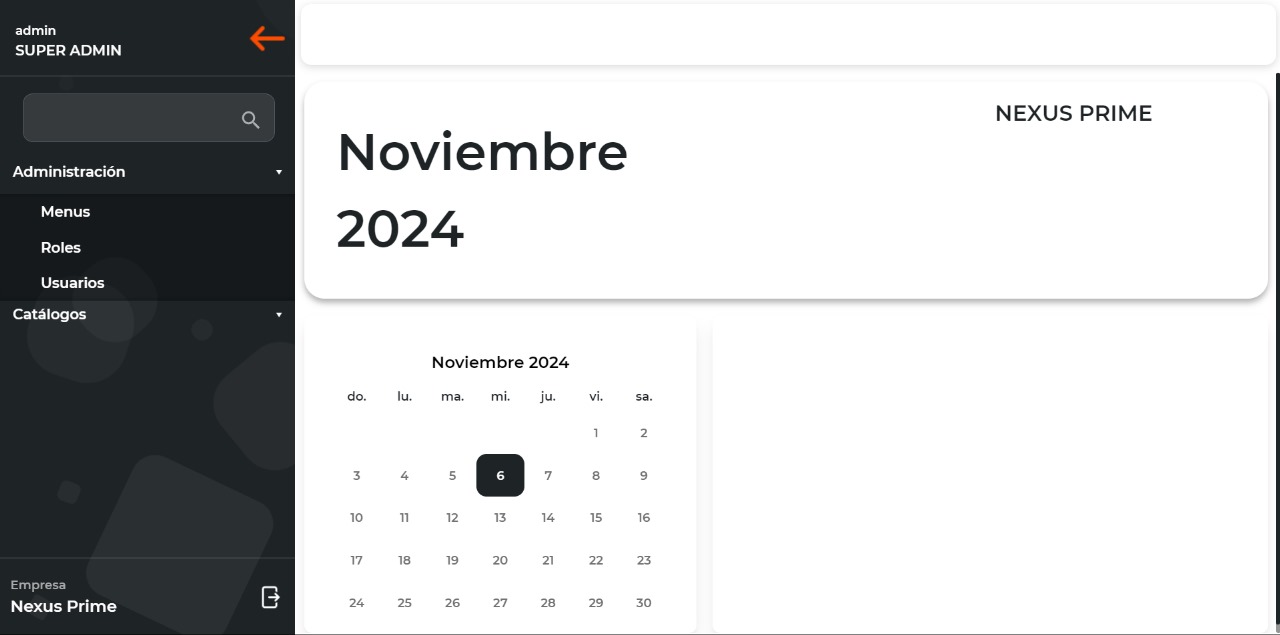 admin
SUPER ADMIN
Administración
Menus
Roles
Usuarios
Catálogos
Empresa
Nexus Prime
NEXUS PRIME
Noviembre
2024
Noviembre 2024
do. lu. ma. mi. ju. vi. sa.
1 2
3 4 5 6 7 8 9
10 11 12 13 14 15 16
17 18 19 20 21 22 23
24 25 26 27 28 29 30